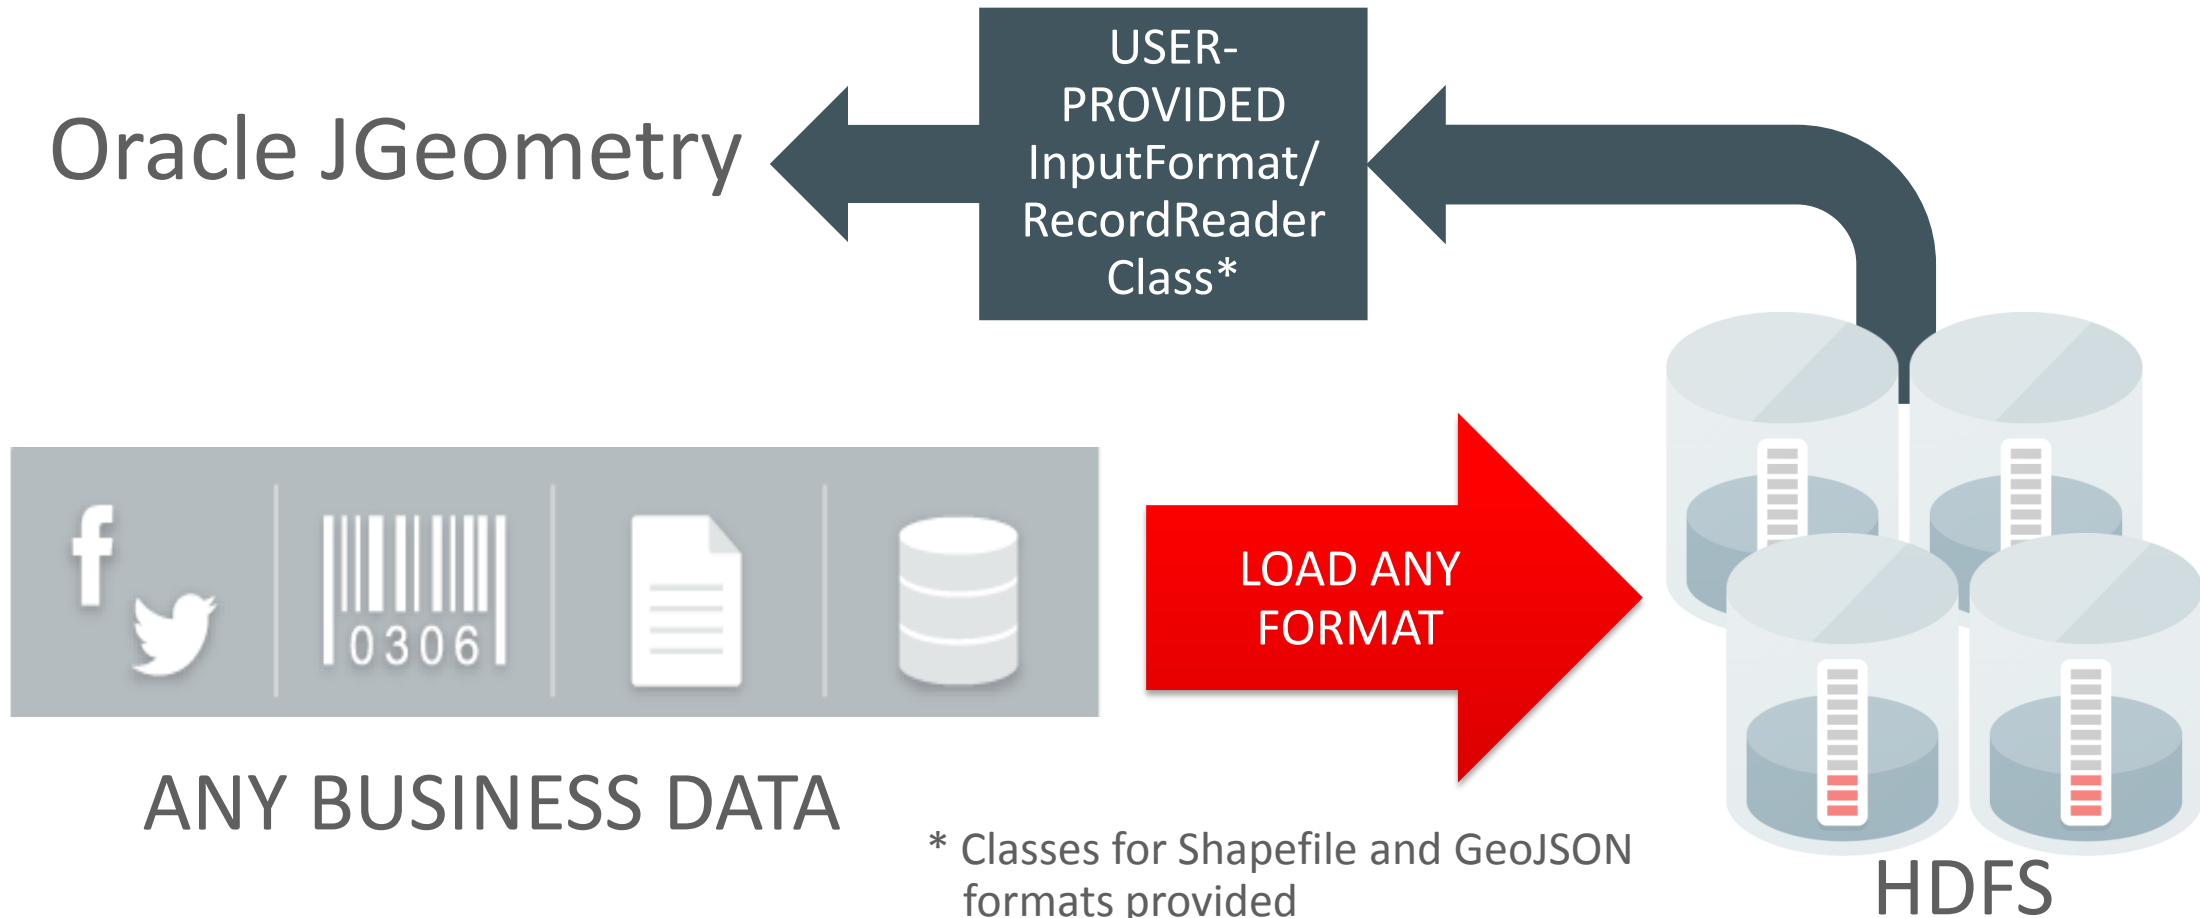 USER-
PROVIDED
InputFormat/
RecordReader
Class*
Oracle JGeometry
f
0306
LOAD ANY
FORMAT
ANY BUSINESS DATA
* Classes for Shapefile and GeoJSON
formats provided
HDFS